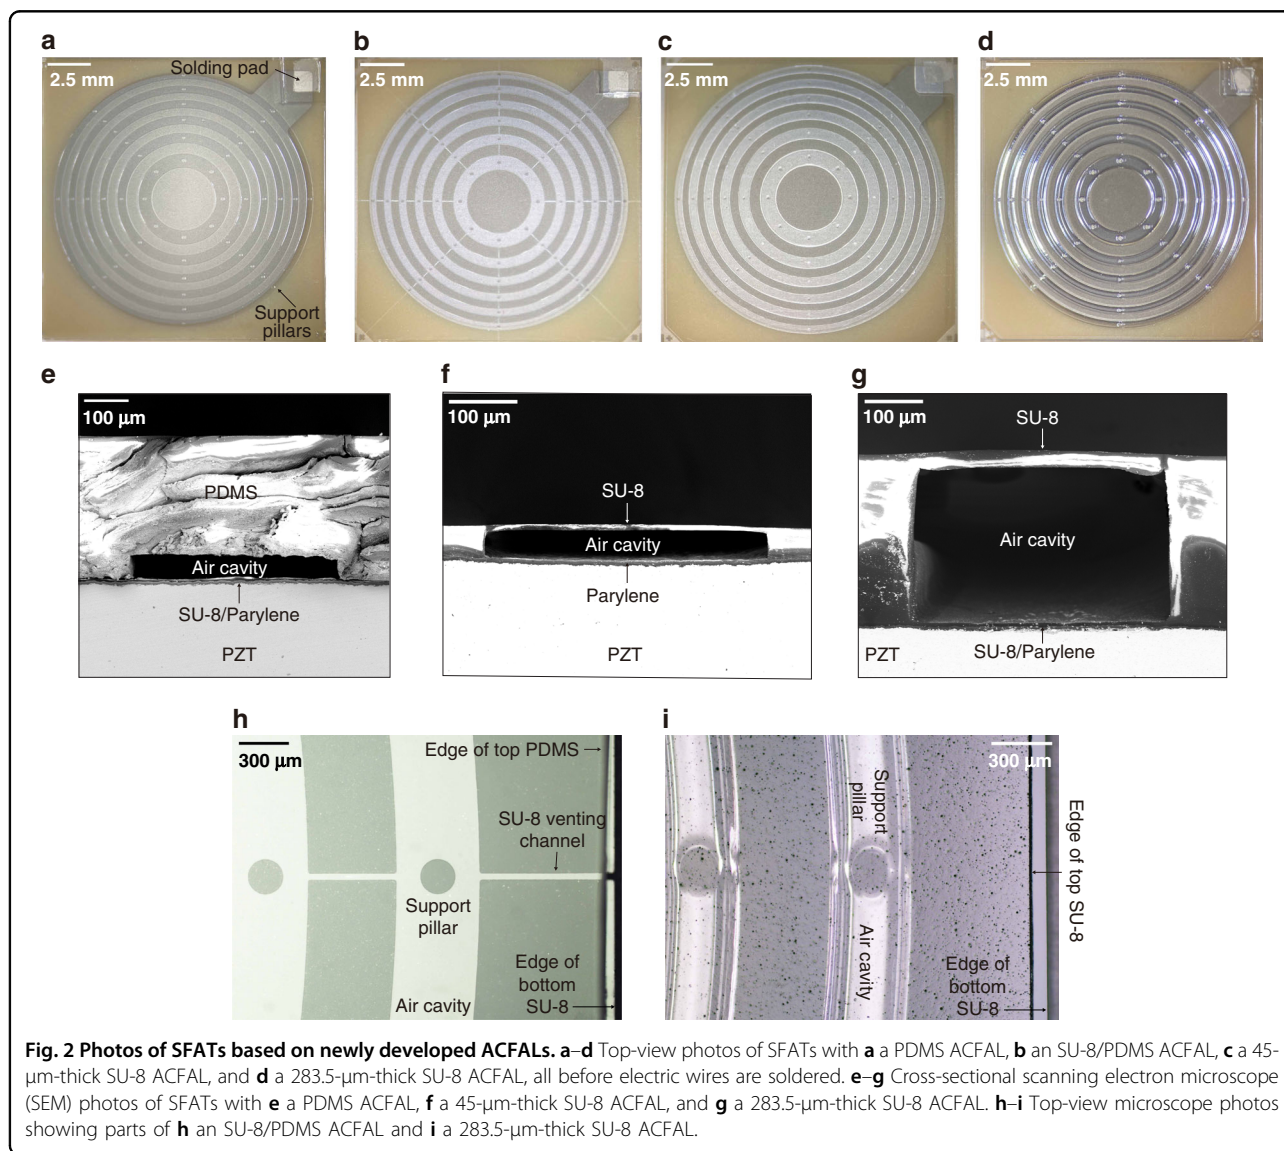 a
b
c
d
2.5 mm
Solding pad
Support
pillars
2.5 mm
2.5 mm
2.5 mm
e
f
g
100 µm
PDMS
Air cavity
SU-8/Parylene
PZT
100 µm
SU-8
Air cavity
Parylene
PZT
100 µm
SU-8
Air cavity
PZT
SU-8/Parylene
h
i
300 µm
Edge of top PDMS
SU-8 venting
channel
Support
pillar
Edge of
bottom
SU-8
Air cavity
300 µm
Support
pillar
Air cavity
Edge of top SU-8
Edge of
bottom
SU-8
Fig. 2 Photos of SFATs based on newly developed ACFALs. a–d Top-view photos of SFATs with a a PDMS ACFAL, b an SU-8/PDMS ACFAL, c a 45-
µm-thick SU-8 ACFAL, and d a 283.5-µm-thick SU-8 ACFAL, all before electric wires are soldered. e–g Cross-sectional scanning electron microscope
(SEM) photos of SFATs with e a PDMS ACFAL, f a 45-µm-thick SU-8 ACFAL, and g a 283.5-µm-thick SU-8 ACFAL. h–i Top-view microscope photos
showing parts of h an SU-8/PDMS ACFAL and i a 283.5-µm-thick SU-8 ACFAL.